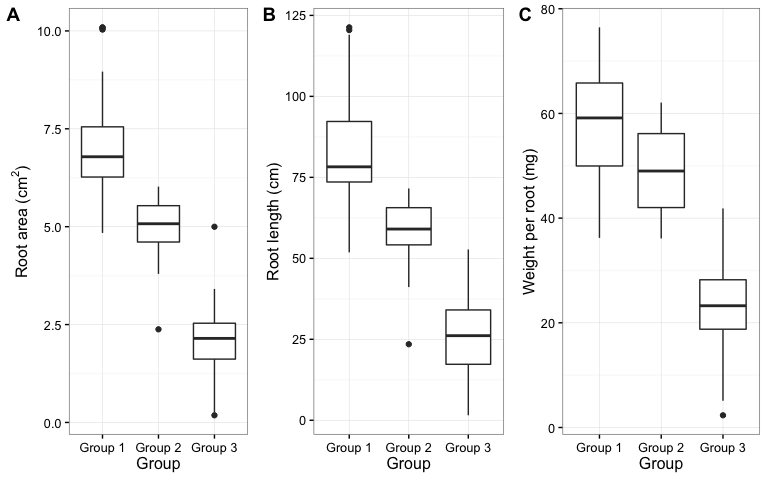 A
Root area (cm²)
10.0
7.5
5.0
2.5
0.0
Group 1 Group 2 Group 3
Group
B
Root length (cm)
125
100
75
50
25
0
Group 1 Group 2 Group 3
Group
C
Weight per root (mg)
80
60
40
20
0
Group 1 Group 2 Group 3
Group